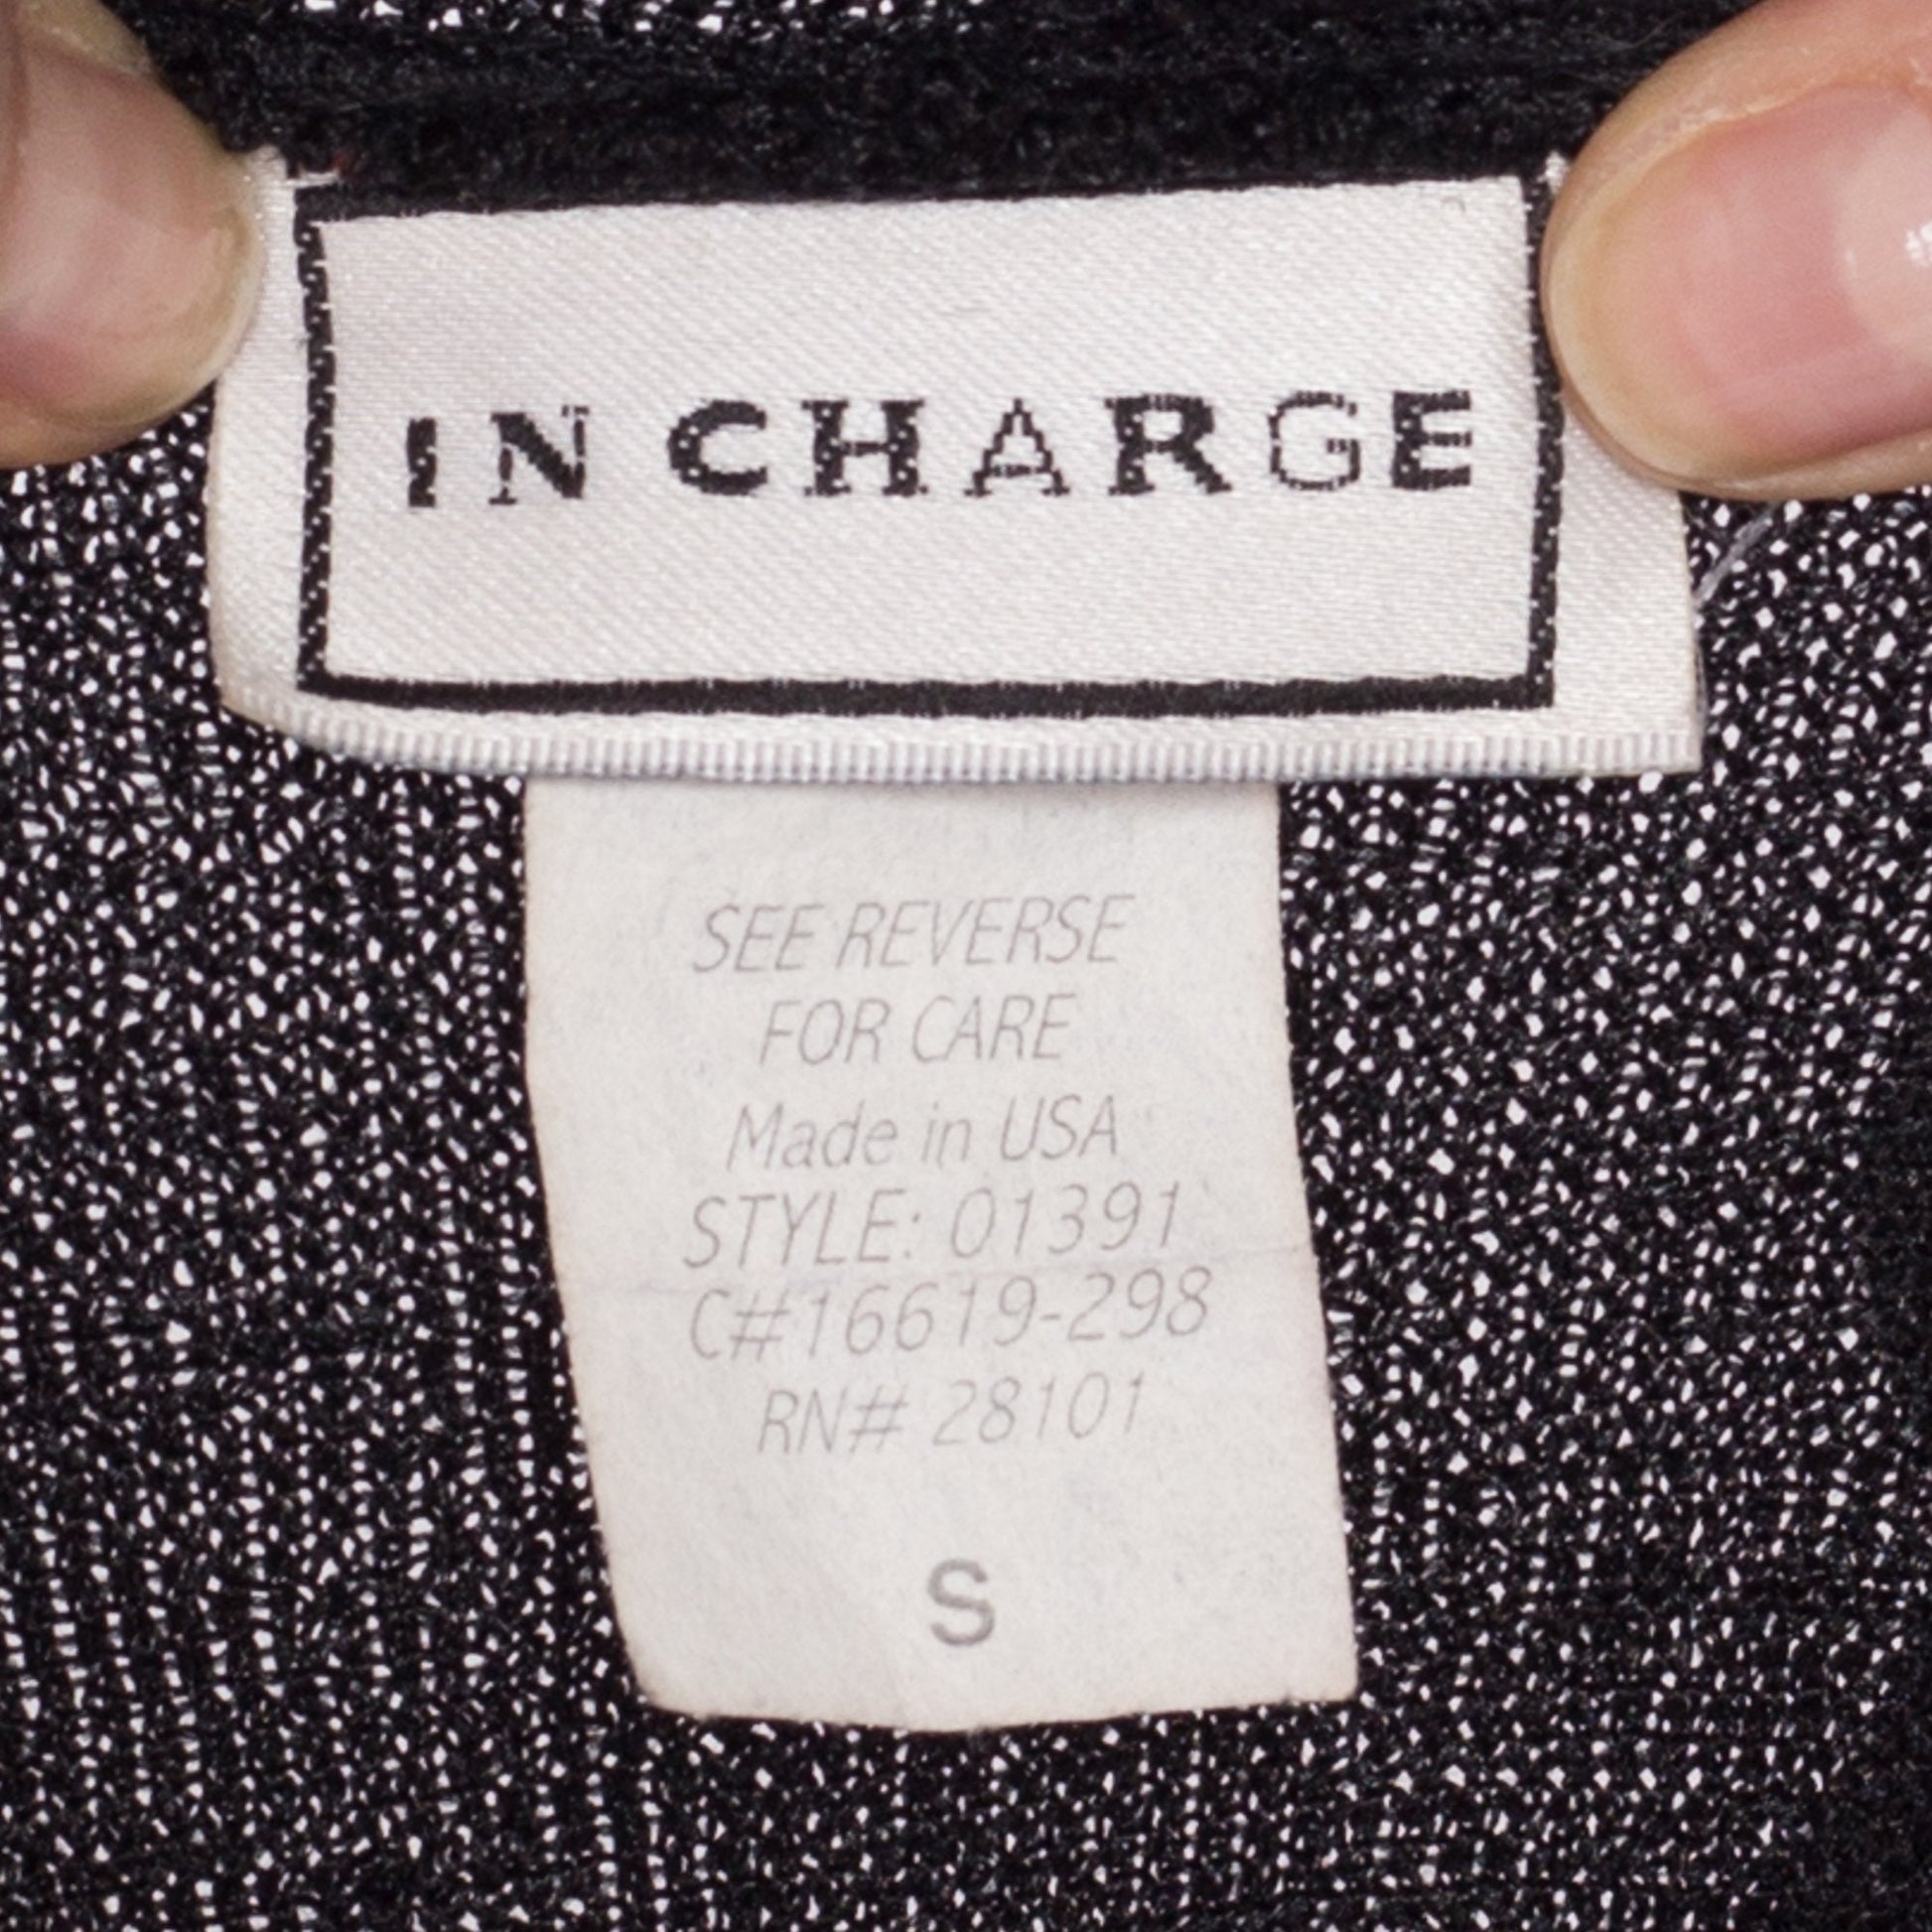 IN CHARGE
SEE REVERSE
FOR CARE
Made in USA
STYLE: 01391
C#16619-298
RN# 28101
S